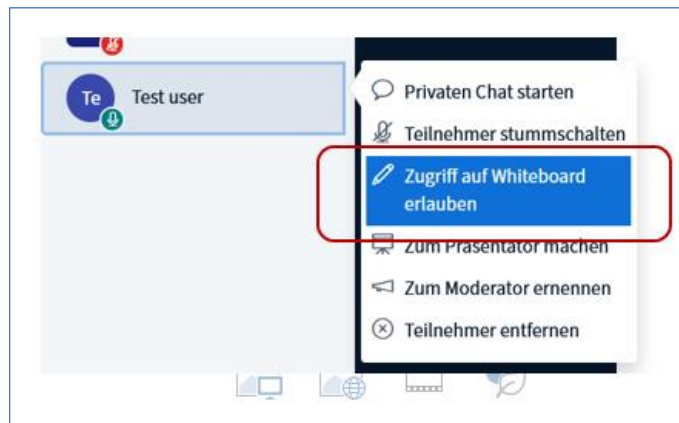 Te
Test user
Privaten Chat starten
Teilnehmer stummschalten
Zugriff auf Whiteboard
erlauben
Zum Präsentator machen
Zum Moderator ernennen
Teilnehmer entfernen